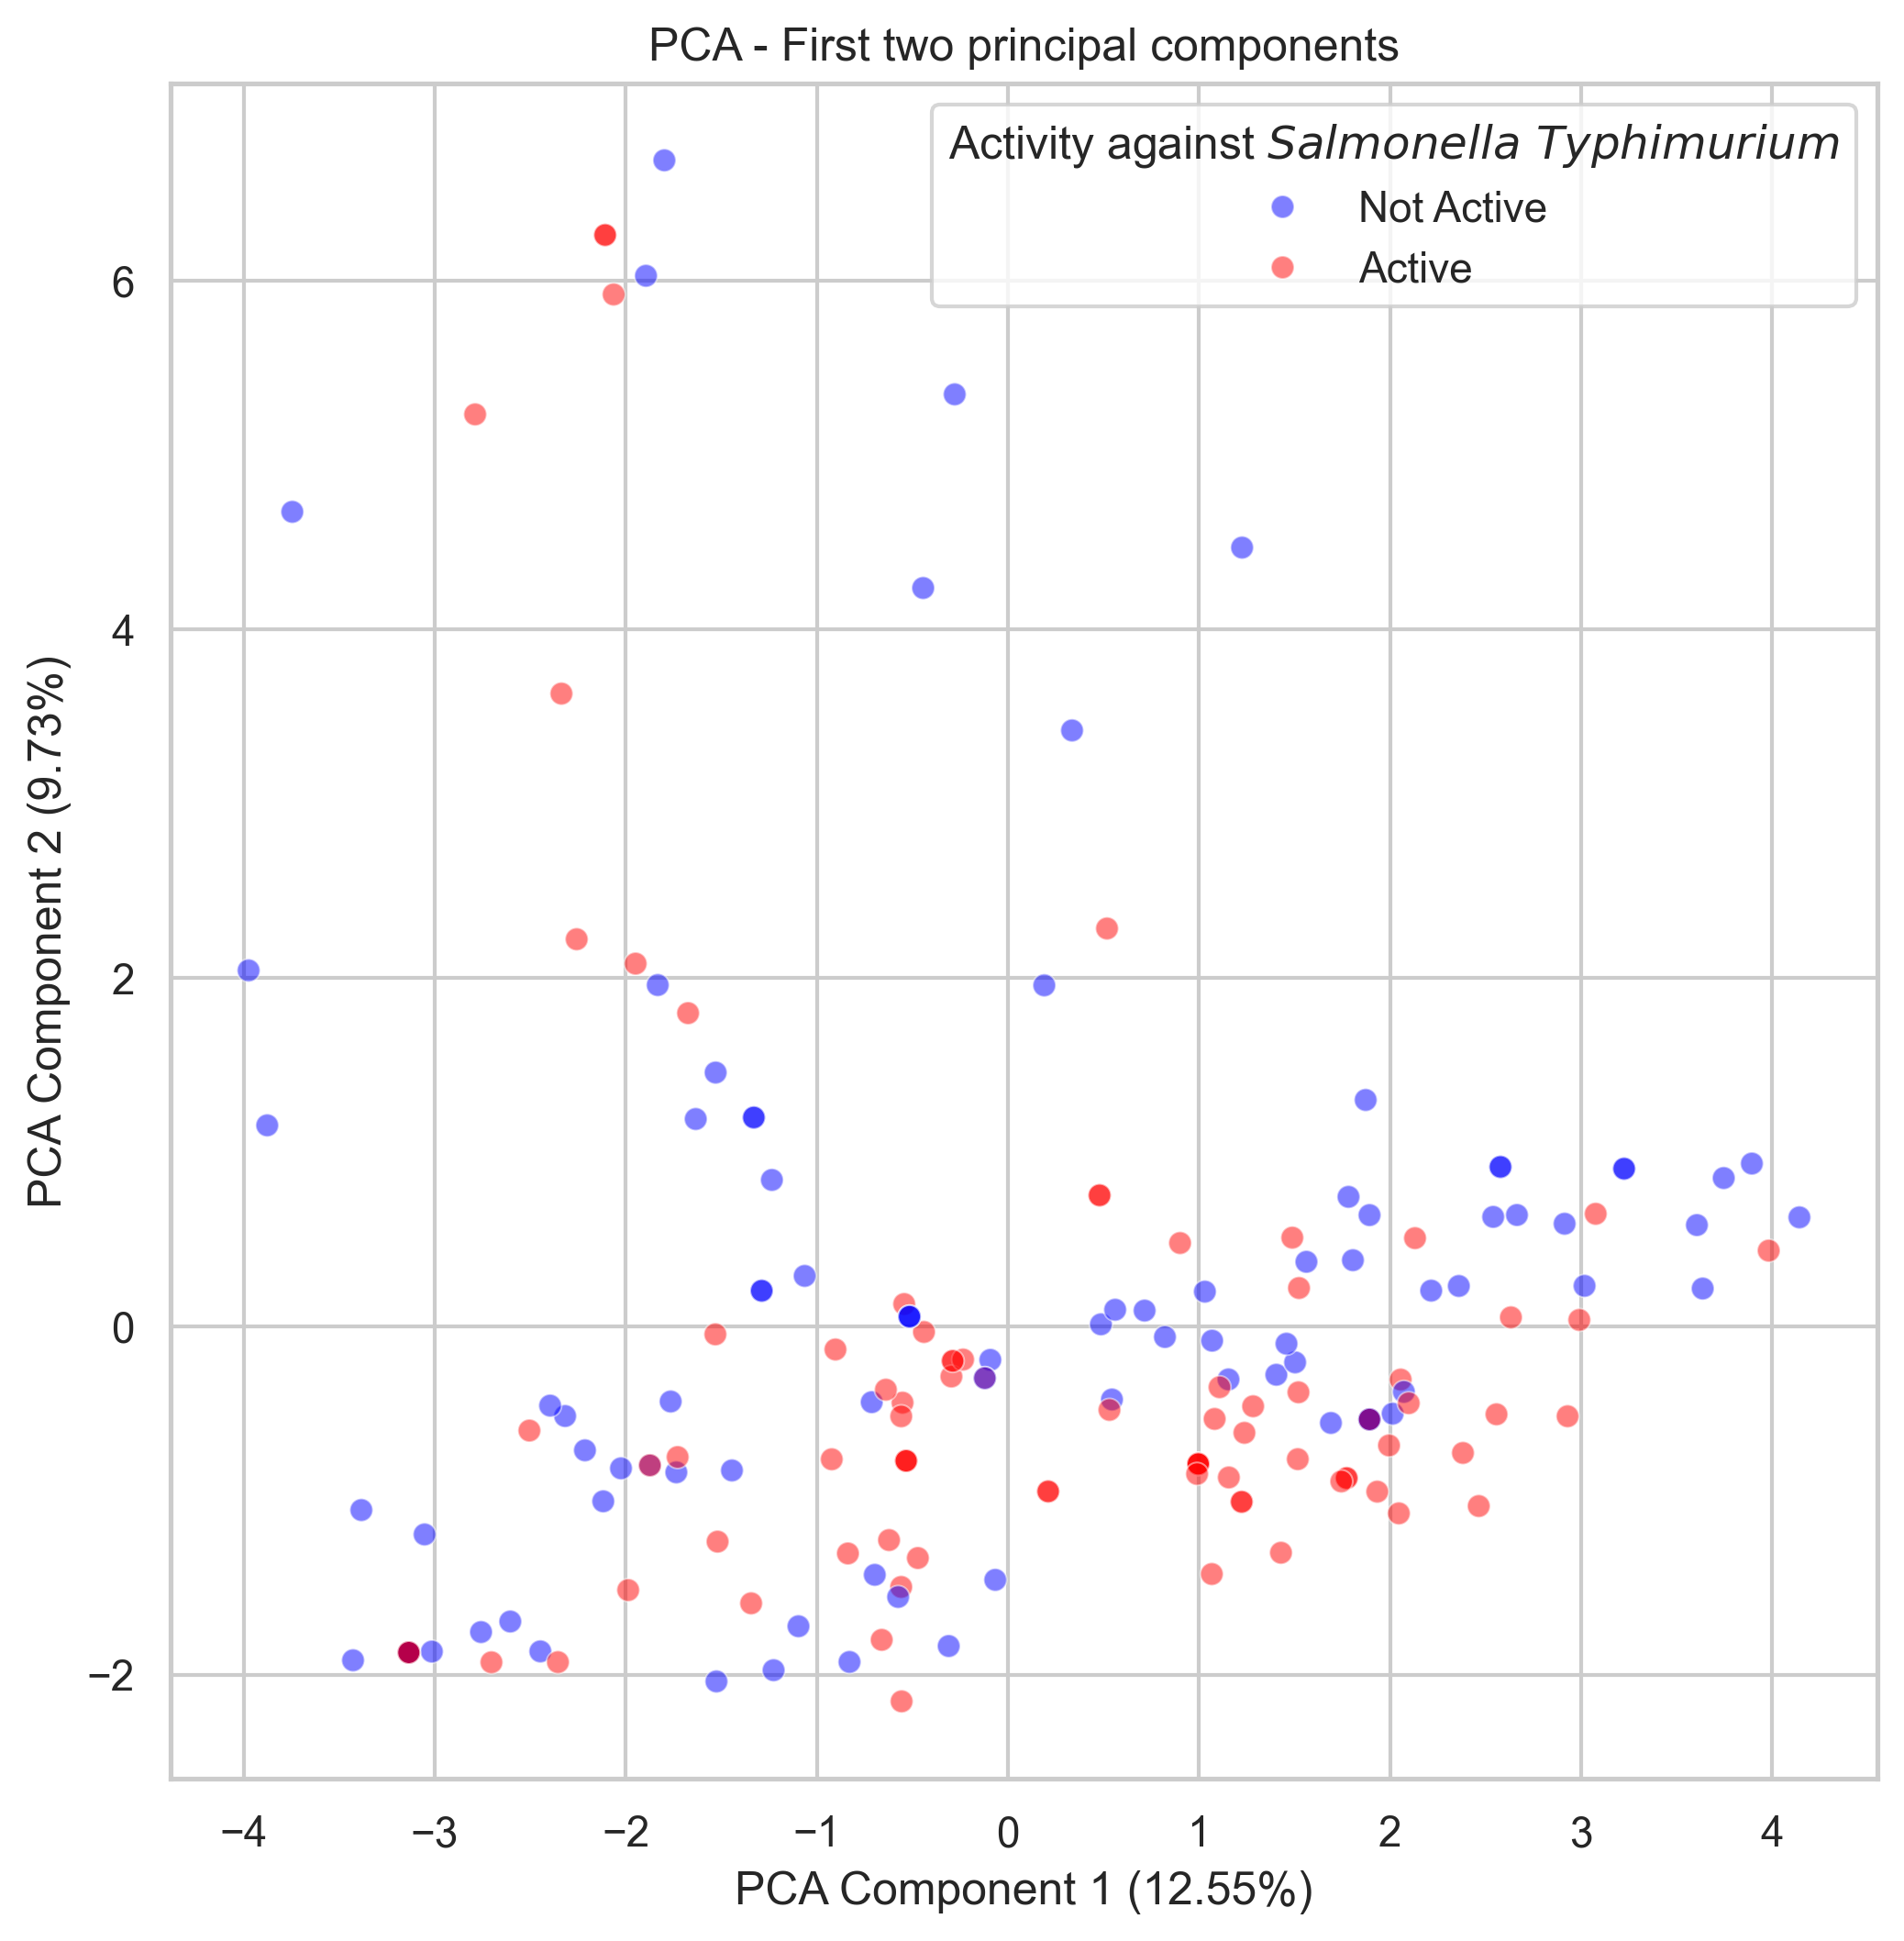 PCA - First two principal components
Activity against Salmonella Typhimurium
Not Active
Active
6
4
2
0
−2
PCA Component 2 (9.73%)
−4 −3 −2 −1 0 1 2 3 4
PCA Component 1 (12.55%)